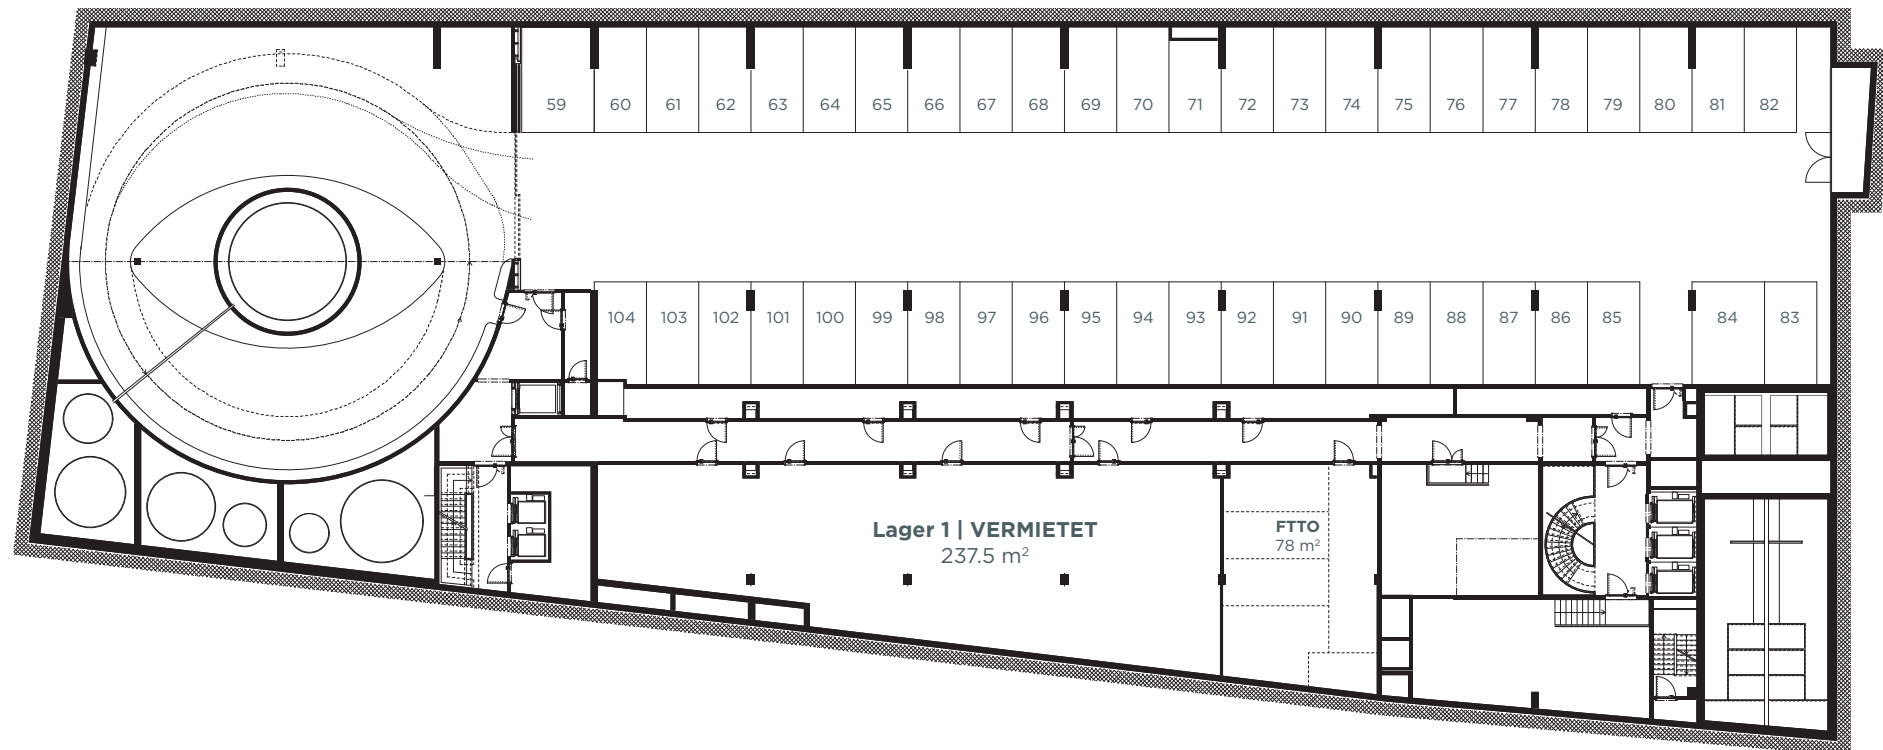 59 60 61 62 63 64 65 66 67 68 69 70 71 72 73 74 75 76 77 78 79 80 81 82
104 103 102 101 100 99 98 97 96 95 94 93 92 91 90 89 88 87 86 85 84 83
Lager 1 | VERMIETET
237.5 m²
FTTO
78 m²